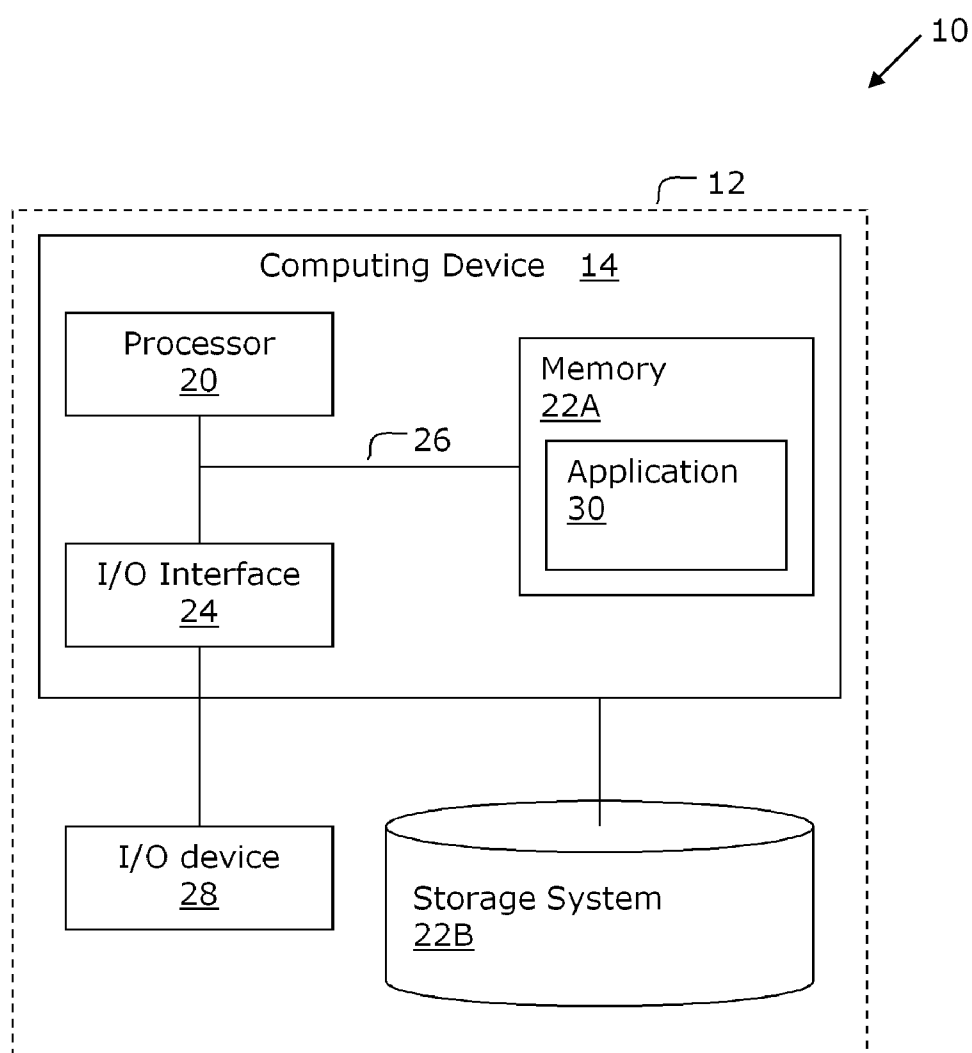 10
12
Computing Device 14
Processor
20
Memory
22A
26
Application
30
I/O Interface
24
I/O device
28
Storage System
22B